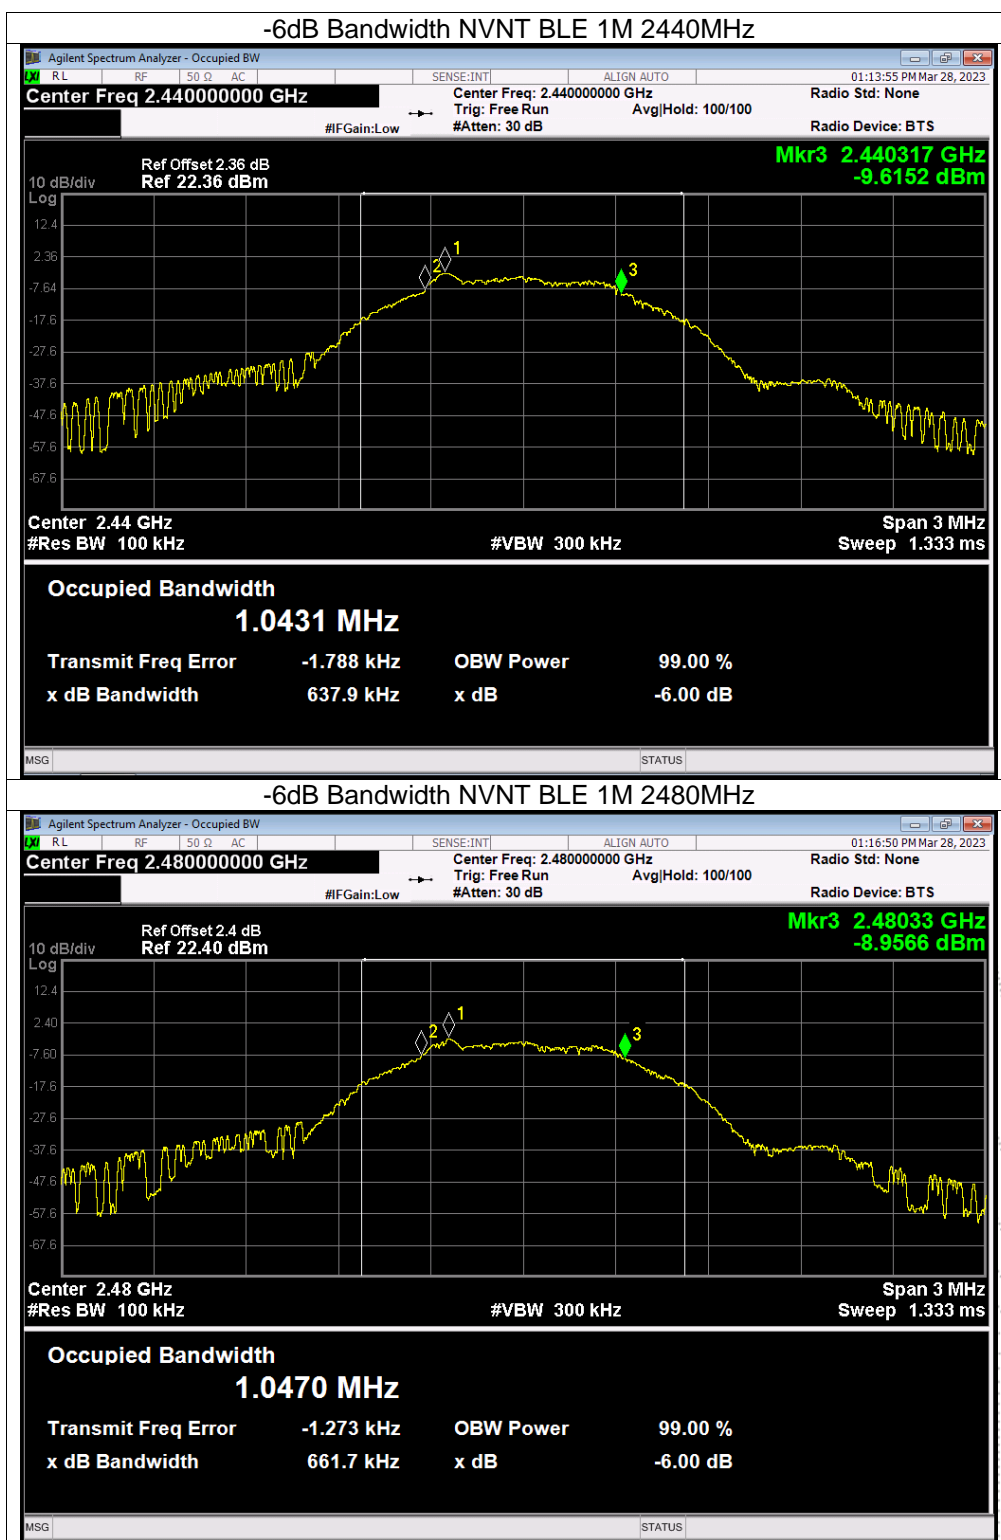 -6dB Bandwidth NVNT BLE 1M 2440MHz
Agilent Spectrum Analyzer - Occupied BW
LXI RL RF 50 Ω AC SENSE:INT ALIGN AUTO 01:13:55 PM Mar 28, 2023
Center Freq 2.440000000 GHz Center Freq: 2.440000000 GHz Radio Std: None
Trig: Free Run Avg|Hold: 100/100
#IFGain:Low #Atten: 30 dB Radio Device: BTS
Mkr3 2.440317 GHz
Ref Offset 2.36 dB
-9.6152 dBm
10 dB/div Ref 22.36 dBm
Log
12.4
1
2.36
2
3
-7.64
-17.6
-27.6
-37.6
-47.6
-57.6
-67.6
Center 2.44 GHz Span 3 MHz
#Res BW 100 kHz #VBW 300 kHz Sweep 1.333 ms
Occupied Bandwidth
1.0431 MHz
Transmit Freq Error -1.788 kHz OBW Power 99.00 %
x dB Bandwidth 637.9 kHz x dB -6.00 dB
MSG STATUS
-6dB Bandwidth NVNT BLE 1M 2480MHz
Agilent Spectrum Analyzer - Occupied BW
LXI RL RF 50 Ω AC SENSE:INT ALIGN AUTO 01:16:50 PM Mar 28, 2023
Center Freq 2.480000000 GHz Center Freq: 2.480000000 GHz Radio Std: None
Trig: Free Run Avg|Hold: 100/100
#IFGain:Low #Atten: 30 dB Radio Device: BTS
Mkr3 2.48033 GHz
Ref Offset 2.4 dB
-8.9566 dBm
10 dB/div Ref 22.40 dBm
Log
12.4
1
2.40
2
3
-7.60
-17.6
-27.6
-37.6
-47.6
-57.6
-67.6
Center 2.48 GHz Span 3 MHz
#Res BW 100 kHz #VBW 300 kHz Sweep 1.333 ms
Occupied Bandwidth
1.0470 MHz
Transmit Freq Error -1.273 kHz OBW Power 99.00 %
x dB Bandwidth 661.7 kHz x dB -6.00 dB
MSG STATUS